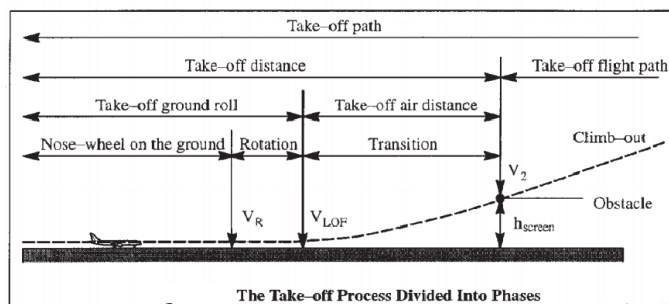 Take–off path
Take–off distance
Take–off flight path
Take–off ground roll
Take–off air distance
Nose–wheel on the ground
Rotation
Transition
Climb–out
V2
Obstacle
VR
VLOF
hscreen
The Take–off Process Divided Into Phases